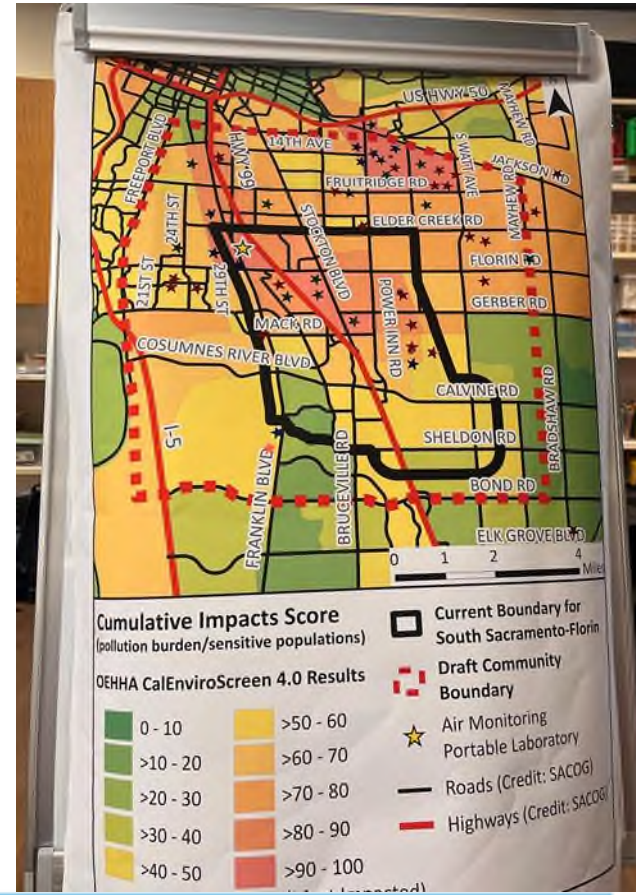 US HWY 50
MAYHEW RD
FREEPORT BLVD
HWY 99
14TH AVE
S WATT AVE
JACKSON RD
FRUITRIDGE RD
MAYHEW RD
24TH ST
STOCKTON BLVD
ELDER CREEK RD
21ST ST
29TH ST
FLORIN RD
POWER INN RD
GERBER RD
MACK RD
COSUMNES RIVER BLVD
CALVINE RD
BRADSHAW RD
I-5
SHELDON RD
FRANKLIN BLVD
BRUCEVILLE RD
BOND RD
ELK GROVE BLVD
0 1 2 4
Miles
Cumulative Impacts Score
(pollution burden/sensitive populations)
OEHHA CalEnviroScreen 4.0 Results
0 - 10
>10 - 20
>20 - 30
>30 - 40
>40 - 50
>50 - 60
>60 - 70
>70 - 80
>80 - 90
>90 - 100
Current Boundary for
South Sacramento-Florin
Draft Community
Boundary
Air Monitoring
Portable Laboratory
Roads (Credit: SACOG)
Highways (Credit: SACOG)